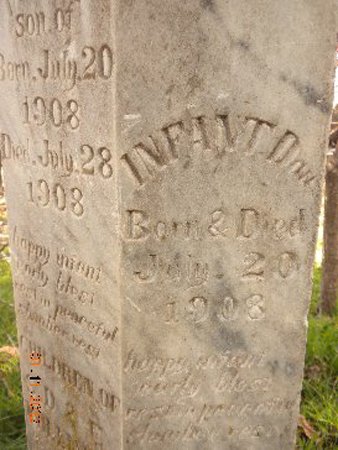 son of
Born. July. 20
1908
Died. July. 28
1908
happy infant
early blest
rest in peaceful
slumber rest
CHILDREN OF
INFANT. Dau
Born & Died
July 20
1908
happy infant
early blest
rest in peaceful
slumber rest